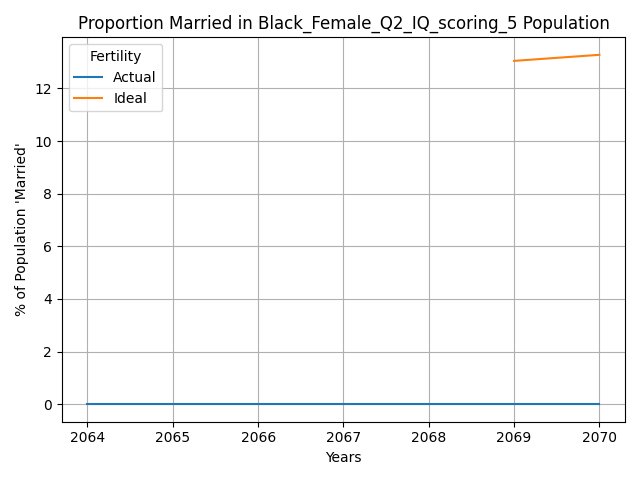 Proportion Married in Black_Female_Q2_IQ_scoring_5 Population
Fertility
Actual
Ideal
% of Population 'Married'
12
10
8
6
4
2
0
2064 2065 2066 2067 2068 2069 2070
Years